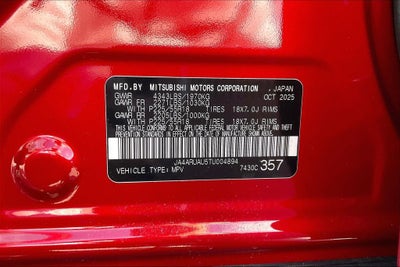 MFD.BY MITSUBISHI MOTORS CORPORATION , JAPAN
GVWR 4343LBS/1970KG OCT 2025
GAWR FR 2271LBS/1030KG
WITH P225/55R18 TIRES 18X7.0J RIMS
GAWR RR 2205LBS/1000KG
WITH P225/55R18 TIRES 18X7.0J RIMS
THIS VEHICLE CONFORMS TO ALL APPLICABLE FEDERAL
MOTOR VEHICLE SAFETY AND THEFT PREVENTION STANDARDS
IN EFFECT ON THE DATE OF MANUFACTURE SHOWN ABOVE.
JA4ARUAU5TU004894
VEHICLE TYPE: MPV 7430C 357